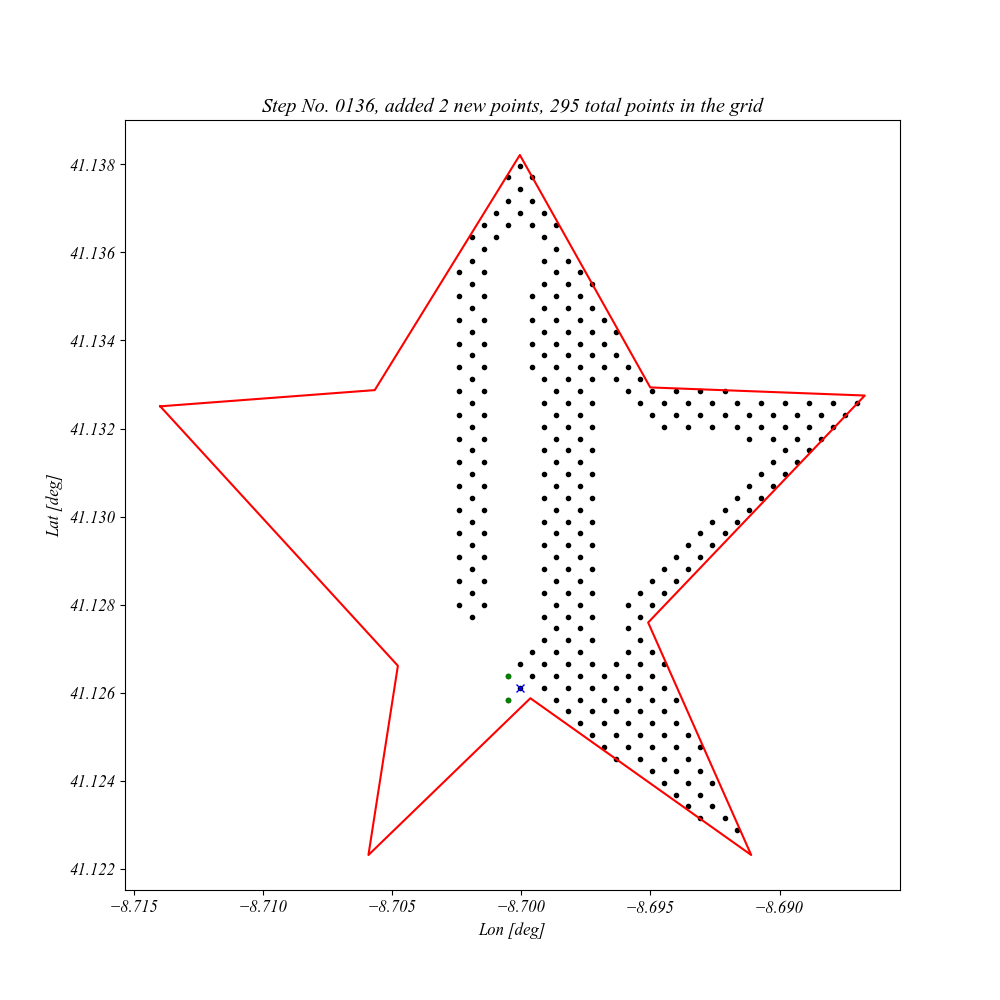 Step No. 0136, added 2 new points, 295 total points in the grid
41.138
41.136
41.134
41.132
41.130
41.128
41.126
41.124
41.122
Lat [deg]
−8.715 −8.710 −8.705 −8.700 −8.695 −8.690
Lon [deg]